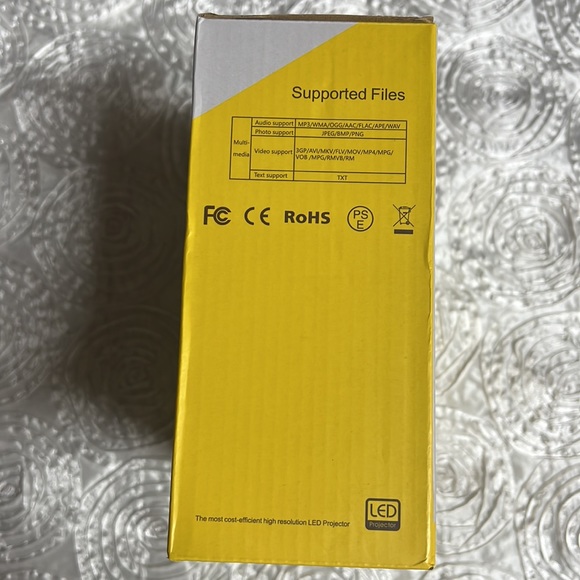 Supported Files
Multi-
media
Audio support MP3/WMA/OGG/AAC/FLAC/APE/WAV
Photo support JPEG/BMP/PNG
Video support 3GP/AVI/MKV/FLV/MOV/MP4/MPG/
VOB /MPG/RMVB/RM
Text support TXT
FC CE RoHS PS
E
The most cost-efficient high resolution LED Projector
LED
Projector